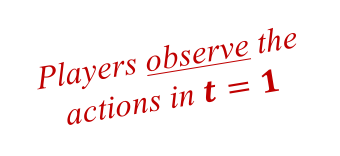 Players observe the
actions in t = 1